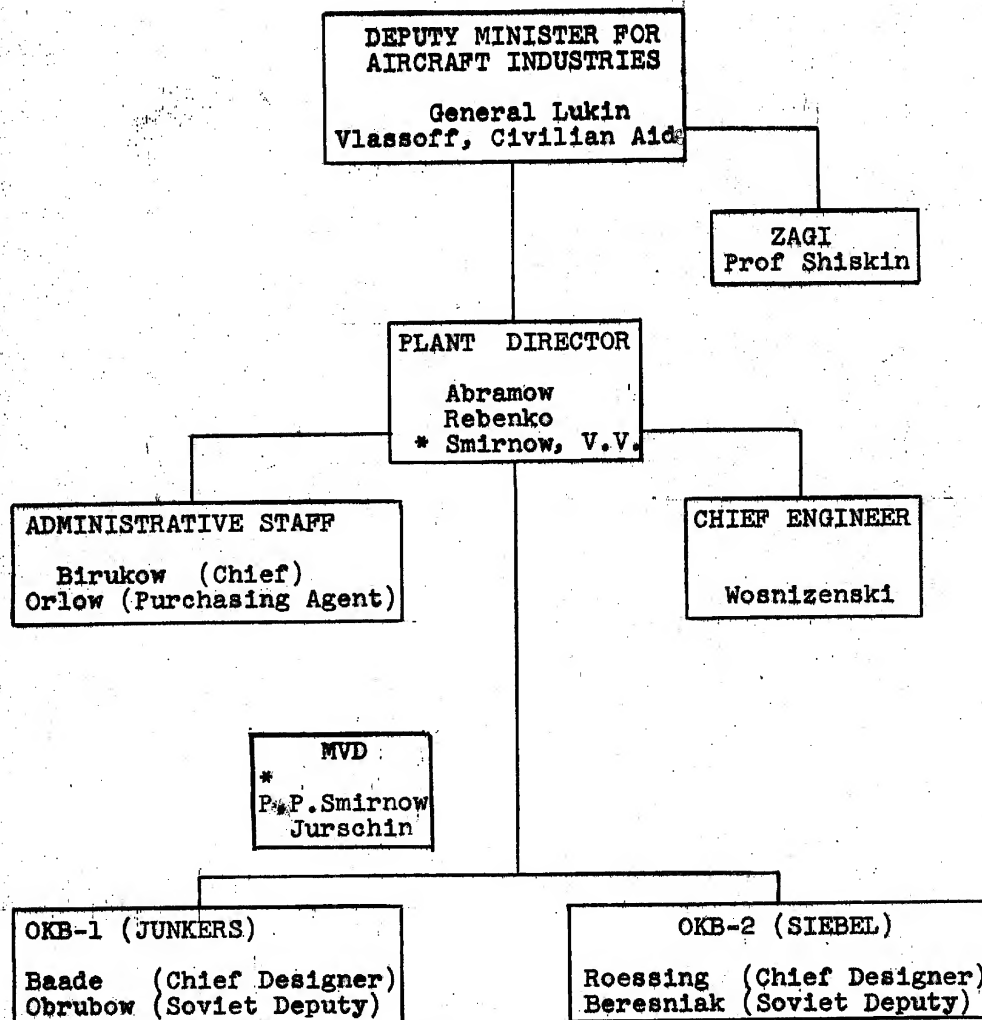 DEPUTY MINISTER FOR
AIRCRAFT INDUSTRIES
General Lukin
Vlassoff, Civilian Aide
ZAGI
Prof Shiskin
PLANT DIRECTOR
Abramow
Rebenko
* Smirnow, V.V.
ADMINISTRATIVE STAFF
Birukow (Chief)
Orlow (Purchasing Agent)
CHIEF ENGINEER
Wosnizenski
MVD
*
P.P.Smirnow
Jurschin
OKB-1 (JUNKERS)
Baade (Chief Designer)
Obrubow (Soviet Deputy)
OKB-2 (SIEBEL)
Roessing (Chief Designer)
Beresniak (Soviet Deputy)